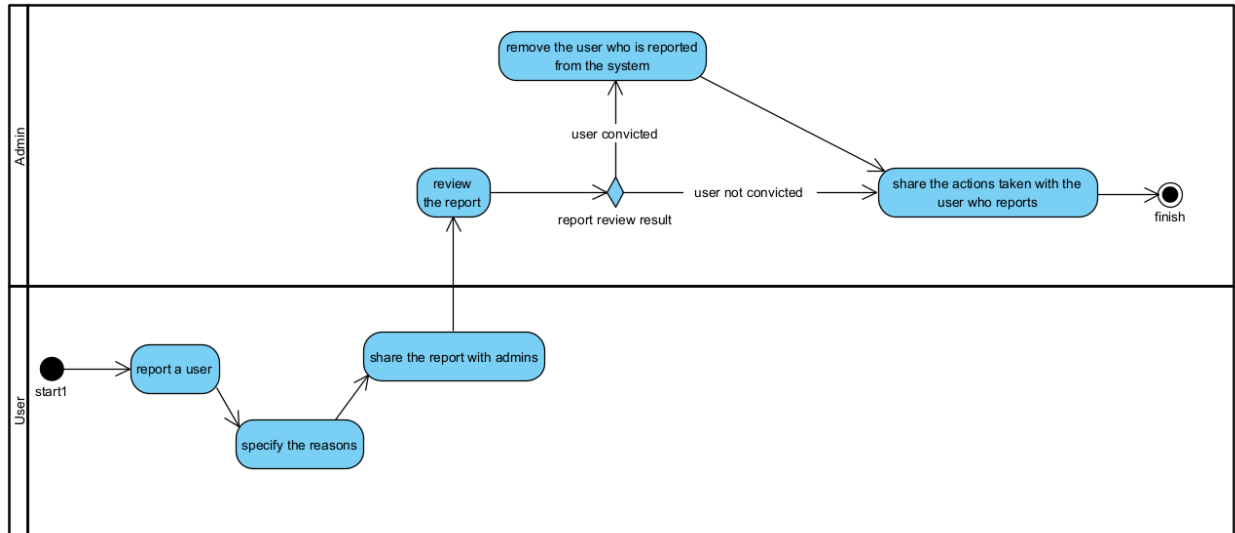 Admin
remove the user who is reported
from the system
user convicted
review
the report
report review result
user not convicted
share the actions taken with the
user who reports
finish
User
start1
report a user
specify the reasons
share the report with admins